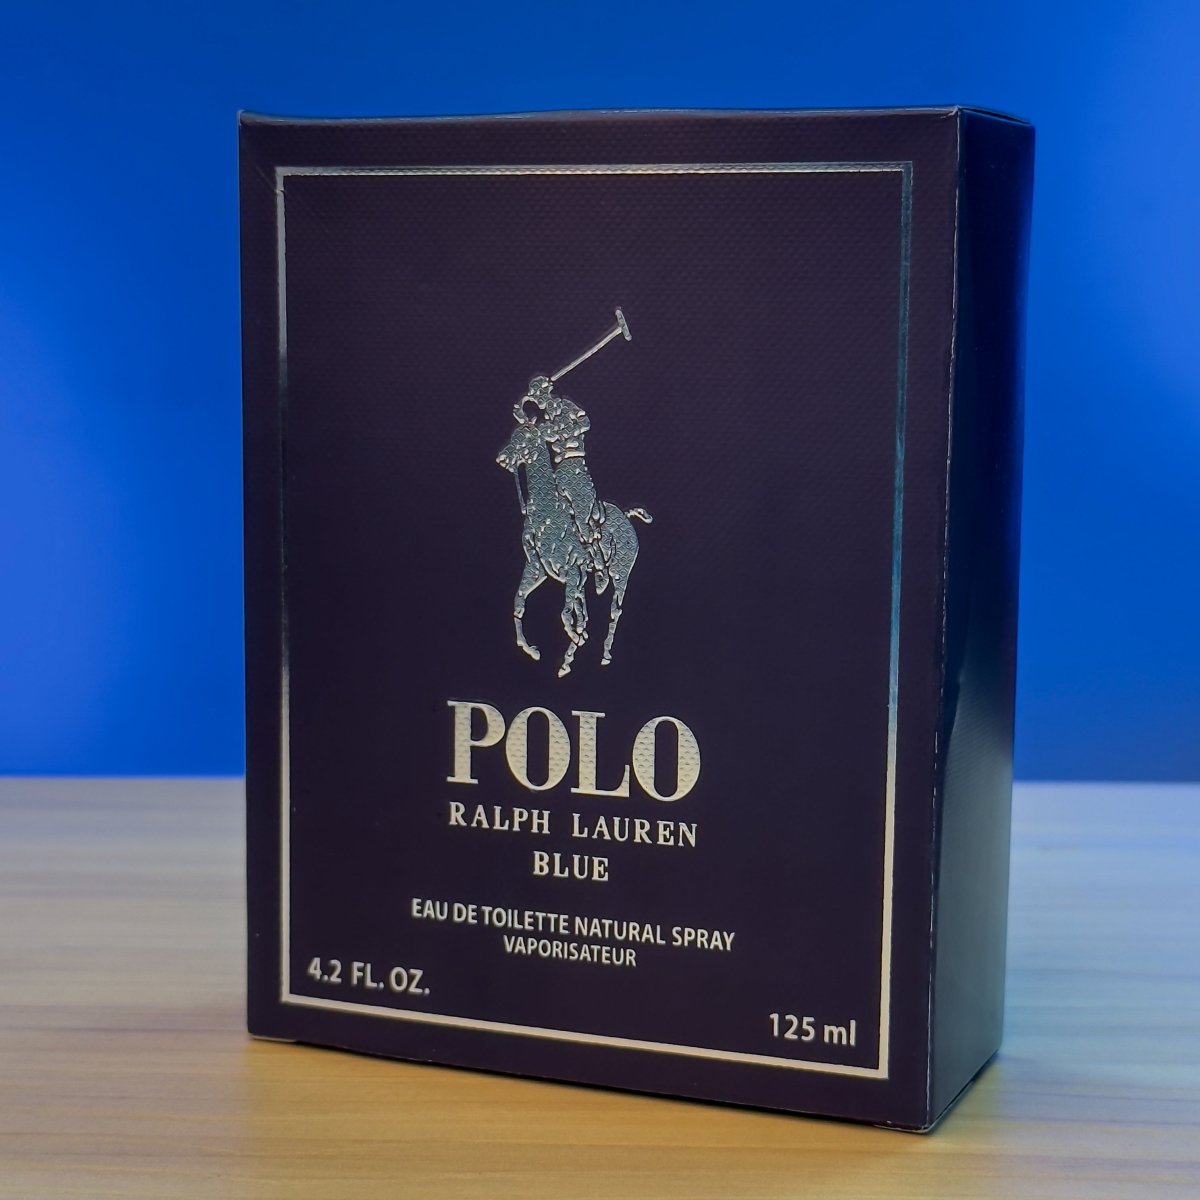 POLO
RALPH LAUREN
BLUE
EAU DE TOILETTE NATURAL SPRAY
VAPORISATEUR
4.2 FL. OZ.
125 ml